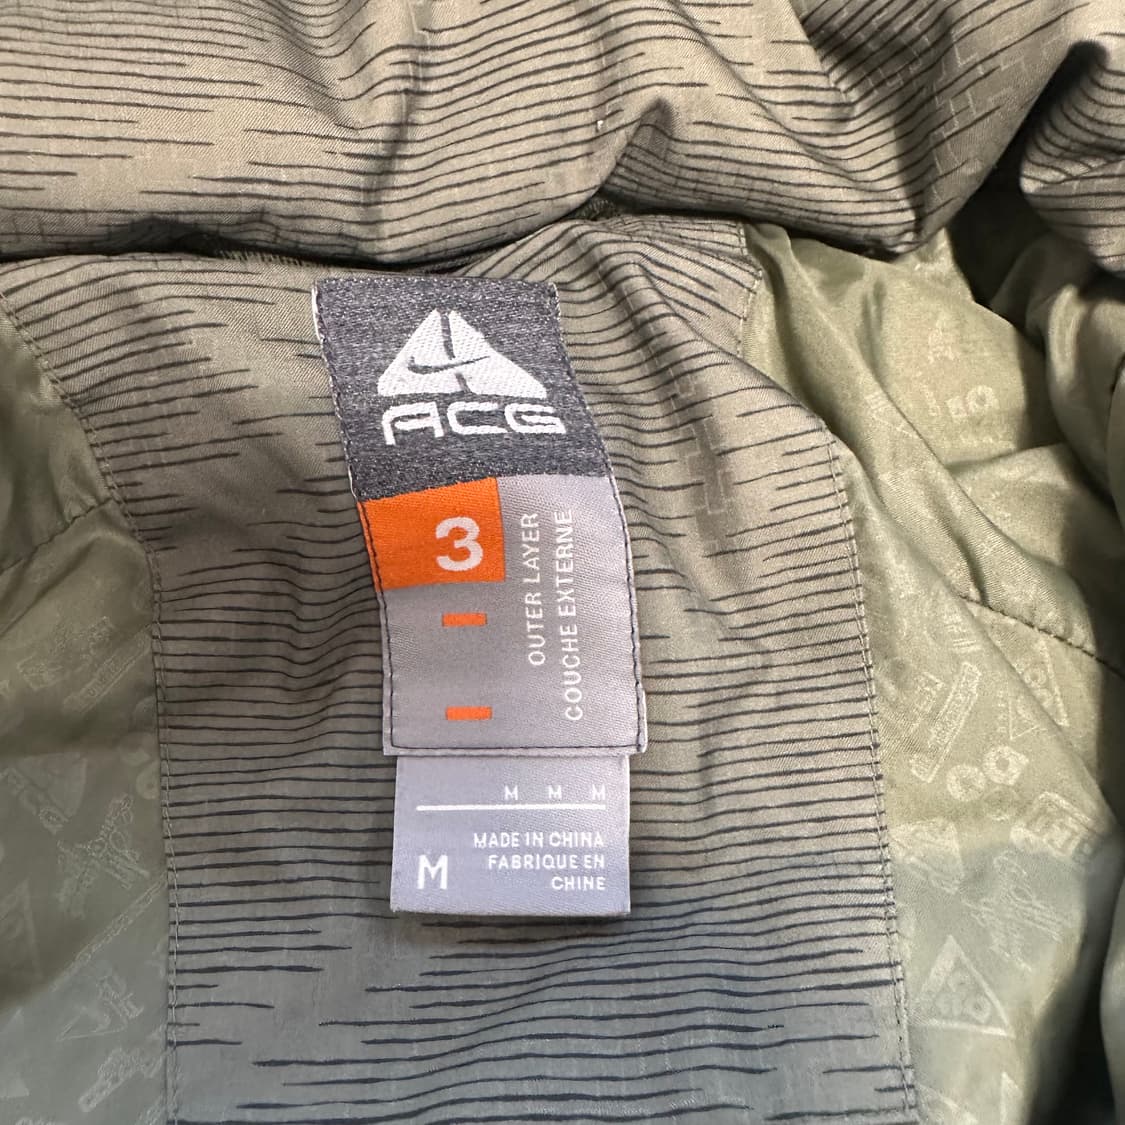 ACG
3
OUTER LAYER
COUCHE EXTERNE
M M M
M
MADE IN CHINA
FABRIQUE EN
CHINE